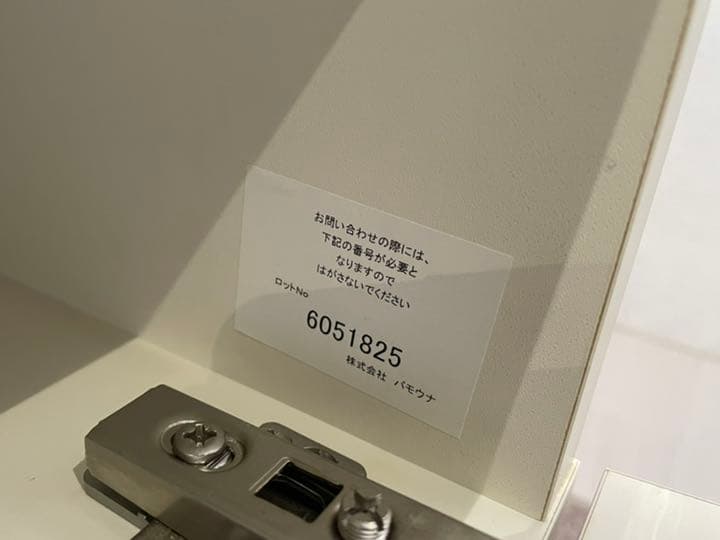 お問い合わせの際には、
下記の番号が必要と
なりますので
はがさないでください
ロットNo
6051825
株式会社 パモウナ